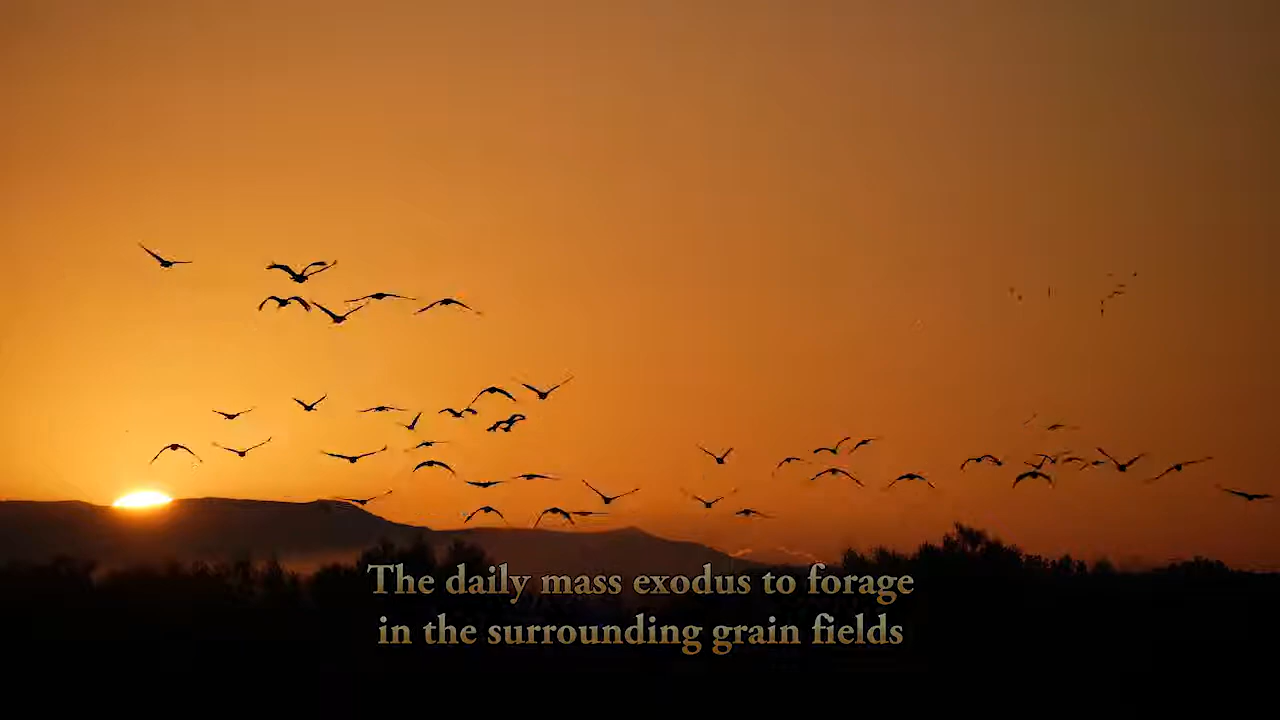 The daily mass exodus to forage
in the surrounding grain fields